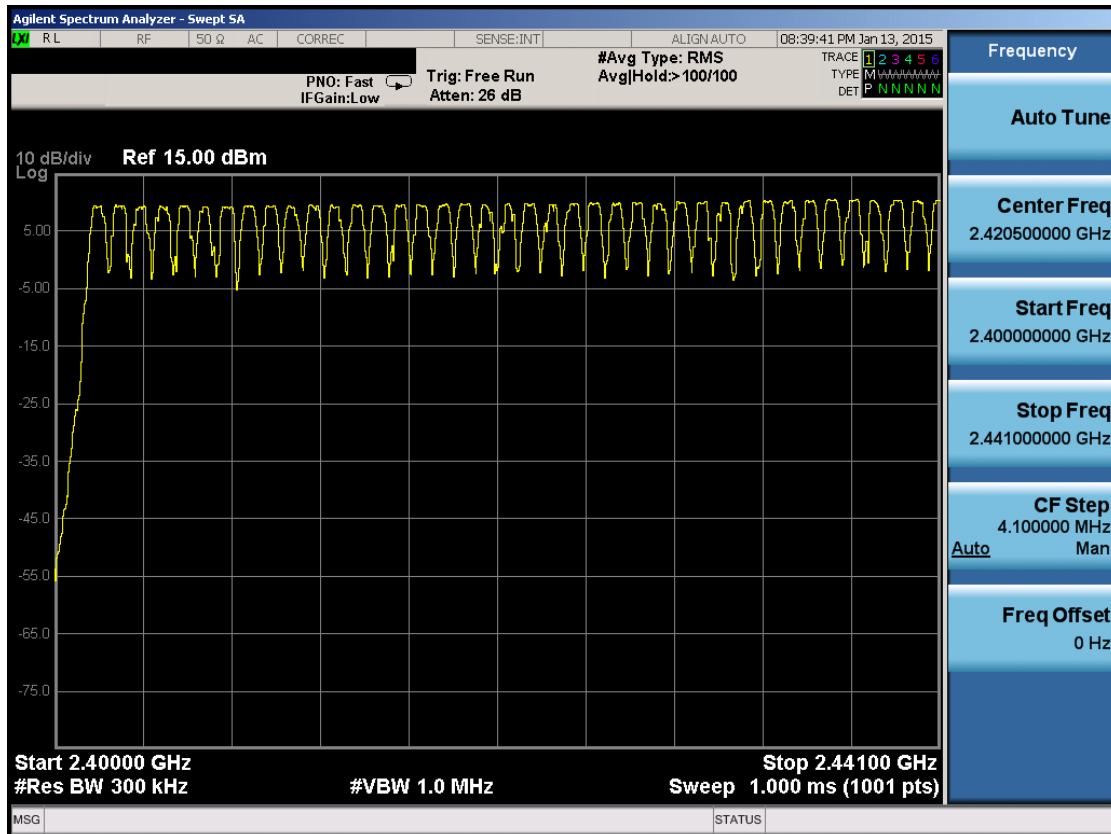 Agilent Spectrum Analyzer - Swept SA
LXI RL RF 50 Ω AC CORREC SENSE:INT ALIGN AUTO 08:39:41 PM Jan 13, 2015
Frequency
#Avg Type: RMS TRACE 1 2 3 4 5 6
PNO: Fast Trig: Free Run Avg|Hold:>100/100 TYPE M
IFGain:Low Atten: 26 dB DET P N N N N N
Auto Tune
10 dB/div Ref 15.00 dBm
Log
5.00
-5.00
-15.0
-25.0
-35.0
-45.0
-55.0
-65.0
-75.0
Center Freq
2.420500000 GHz
Start Freq
2.400000000 GHz
Stop Freq
2.441000000 GHz
CF Step
4.100000 MHz
Auto Man
Freq Offset
0 Hz
Start 2.40000 GHz Stop 2.44100 GHz
#Res BW 300 kHz #VBW 1.0 MHz Sweep 1.000 ms (1001 pts)
MSG STATUS